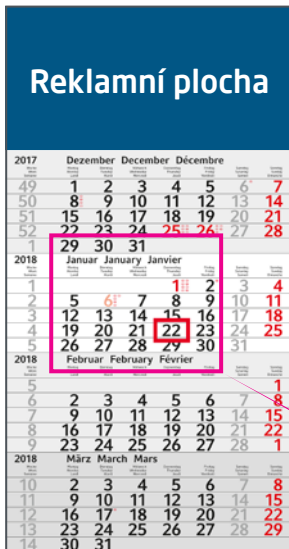 Reklamní plocha
2017 Dezember December Décembre
49 1 2 3 4 5 6 7
50 8 9 10 11 12 13 14
51 15 16 17 18 19 20 21
52 22 23 24 25 26 27 28
1 29 30 31
2018 Januar January Janvier
1 1 2 3 4
2 5 6 7 8 9 10 11
3 12 13 14 15 16 17 18
4 19 20 21 22 23 24 25
5 26 27 28 29 30 31
2018 Februar February Février
5 1
6 2 3 4 5 6 7 8
7 9 10 11 12 13 14 15
8 16 17 18 19 20 21 22
9 23 24 25 26 27 28 1
2018 März March Mars
10 2 3 4 5 6 7 8
11 9 10 11 12 13 14 15
12 16 17 18 19 20 21 22
13 23 24 25 26 27 28 29
14 30 31